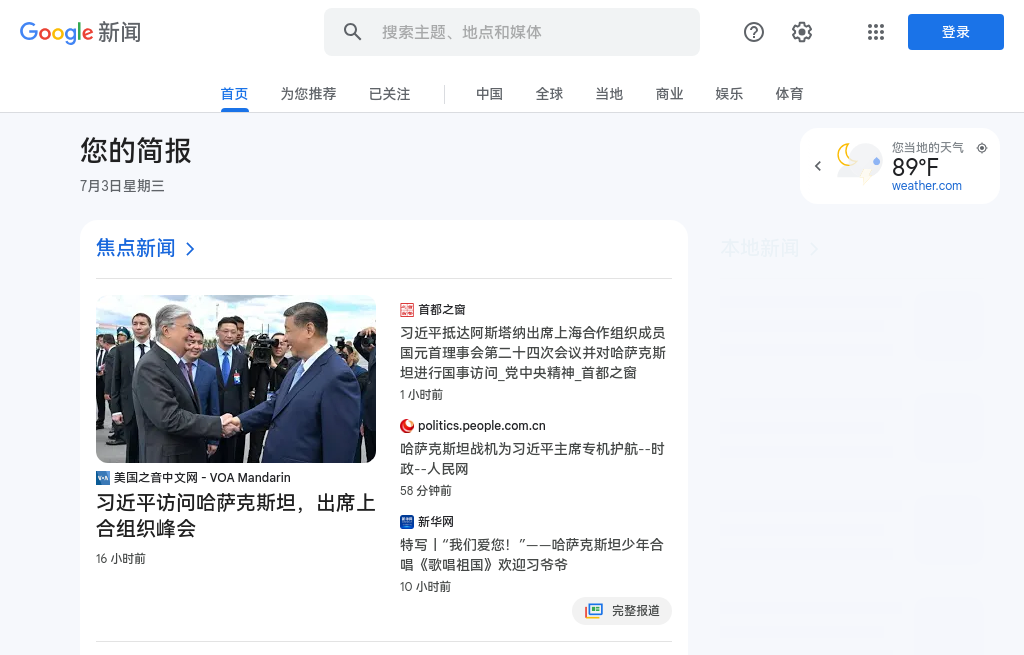 Google 新闻
搜索主题、地点和媒体
登录
首页 为您推荐 已关注 中国 全球 当地 商业 娱乐 体育
您的简报
7月3日星期三
您当地的天气
89°F
weather.com
焦点新闻
本地新闻
美国之音中文网 - VOA Mandarin
习近平访问哈萨克斯坦，出席上
合组织峰会
16 小时前
首都之窗
习近平抵达阿斯塔纳出席上海合作组织成员
国元首理事会第二十四次会议并对哈萨克斯
坦进行国事访问_党中央精神_首都之窗
1 小时前
politics.people.com.cn
哈萨克斯坦战机为习近平主席专机护航--时
政--人民网
58 分钟前
新华网
特写丨“我们爱您！”——哈萨克斯坦少年合
唱《歌唱祖国》欢迎习爷爷
10 小时前
完整报道